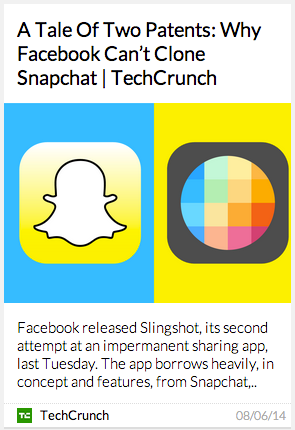 A Tale Of Two Patents: Why
Facebook Can’t Clone
Snapchat | TechCrunch
Facebook released Slingshot, its second
attempt at an impermanent sharing app,
last Tuesday. The app borrows heavily, in
concept and features, from Snapchat,..
TC TechCrunch 08/06/14